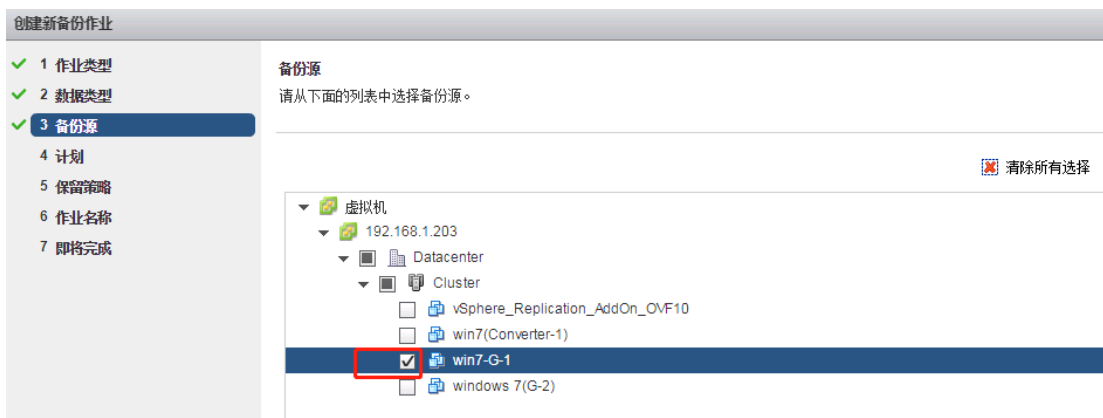 创建新备份作业
1 作业类型
2 数据类型
3 备份源
4 计划
5 保留策略
6 作业名称
7 即将完成
备份源
请从下面的列表中选择备份源。
清除所有选择
虚拟机
192.168.1.203
Datacenter
Cluster
vSphere_Replication_AddOn_OVF10
win7(Converter-1)
win7-G-1
windows 7(G-2)